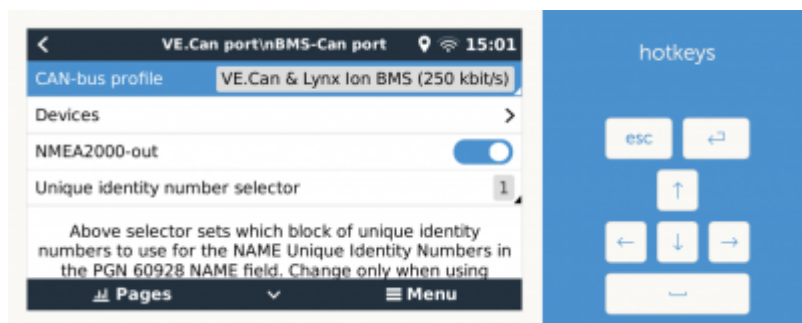 VE.Can port\nBMS-Can port 15:01
CAN-bus profile VE.Can & Lynx Ion BMS (250 kbit/s)
Devices
NMEA2000-out
Unique identity number selector 1
Above selector sets which block of unique identity
numbers to use for the NAME Unique Identity Numbers in
the PGN 60928 NAME field. Change only when using
Pages Menu
hotkeys
esc